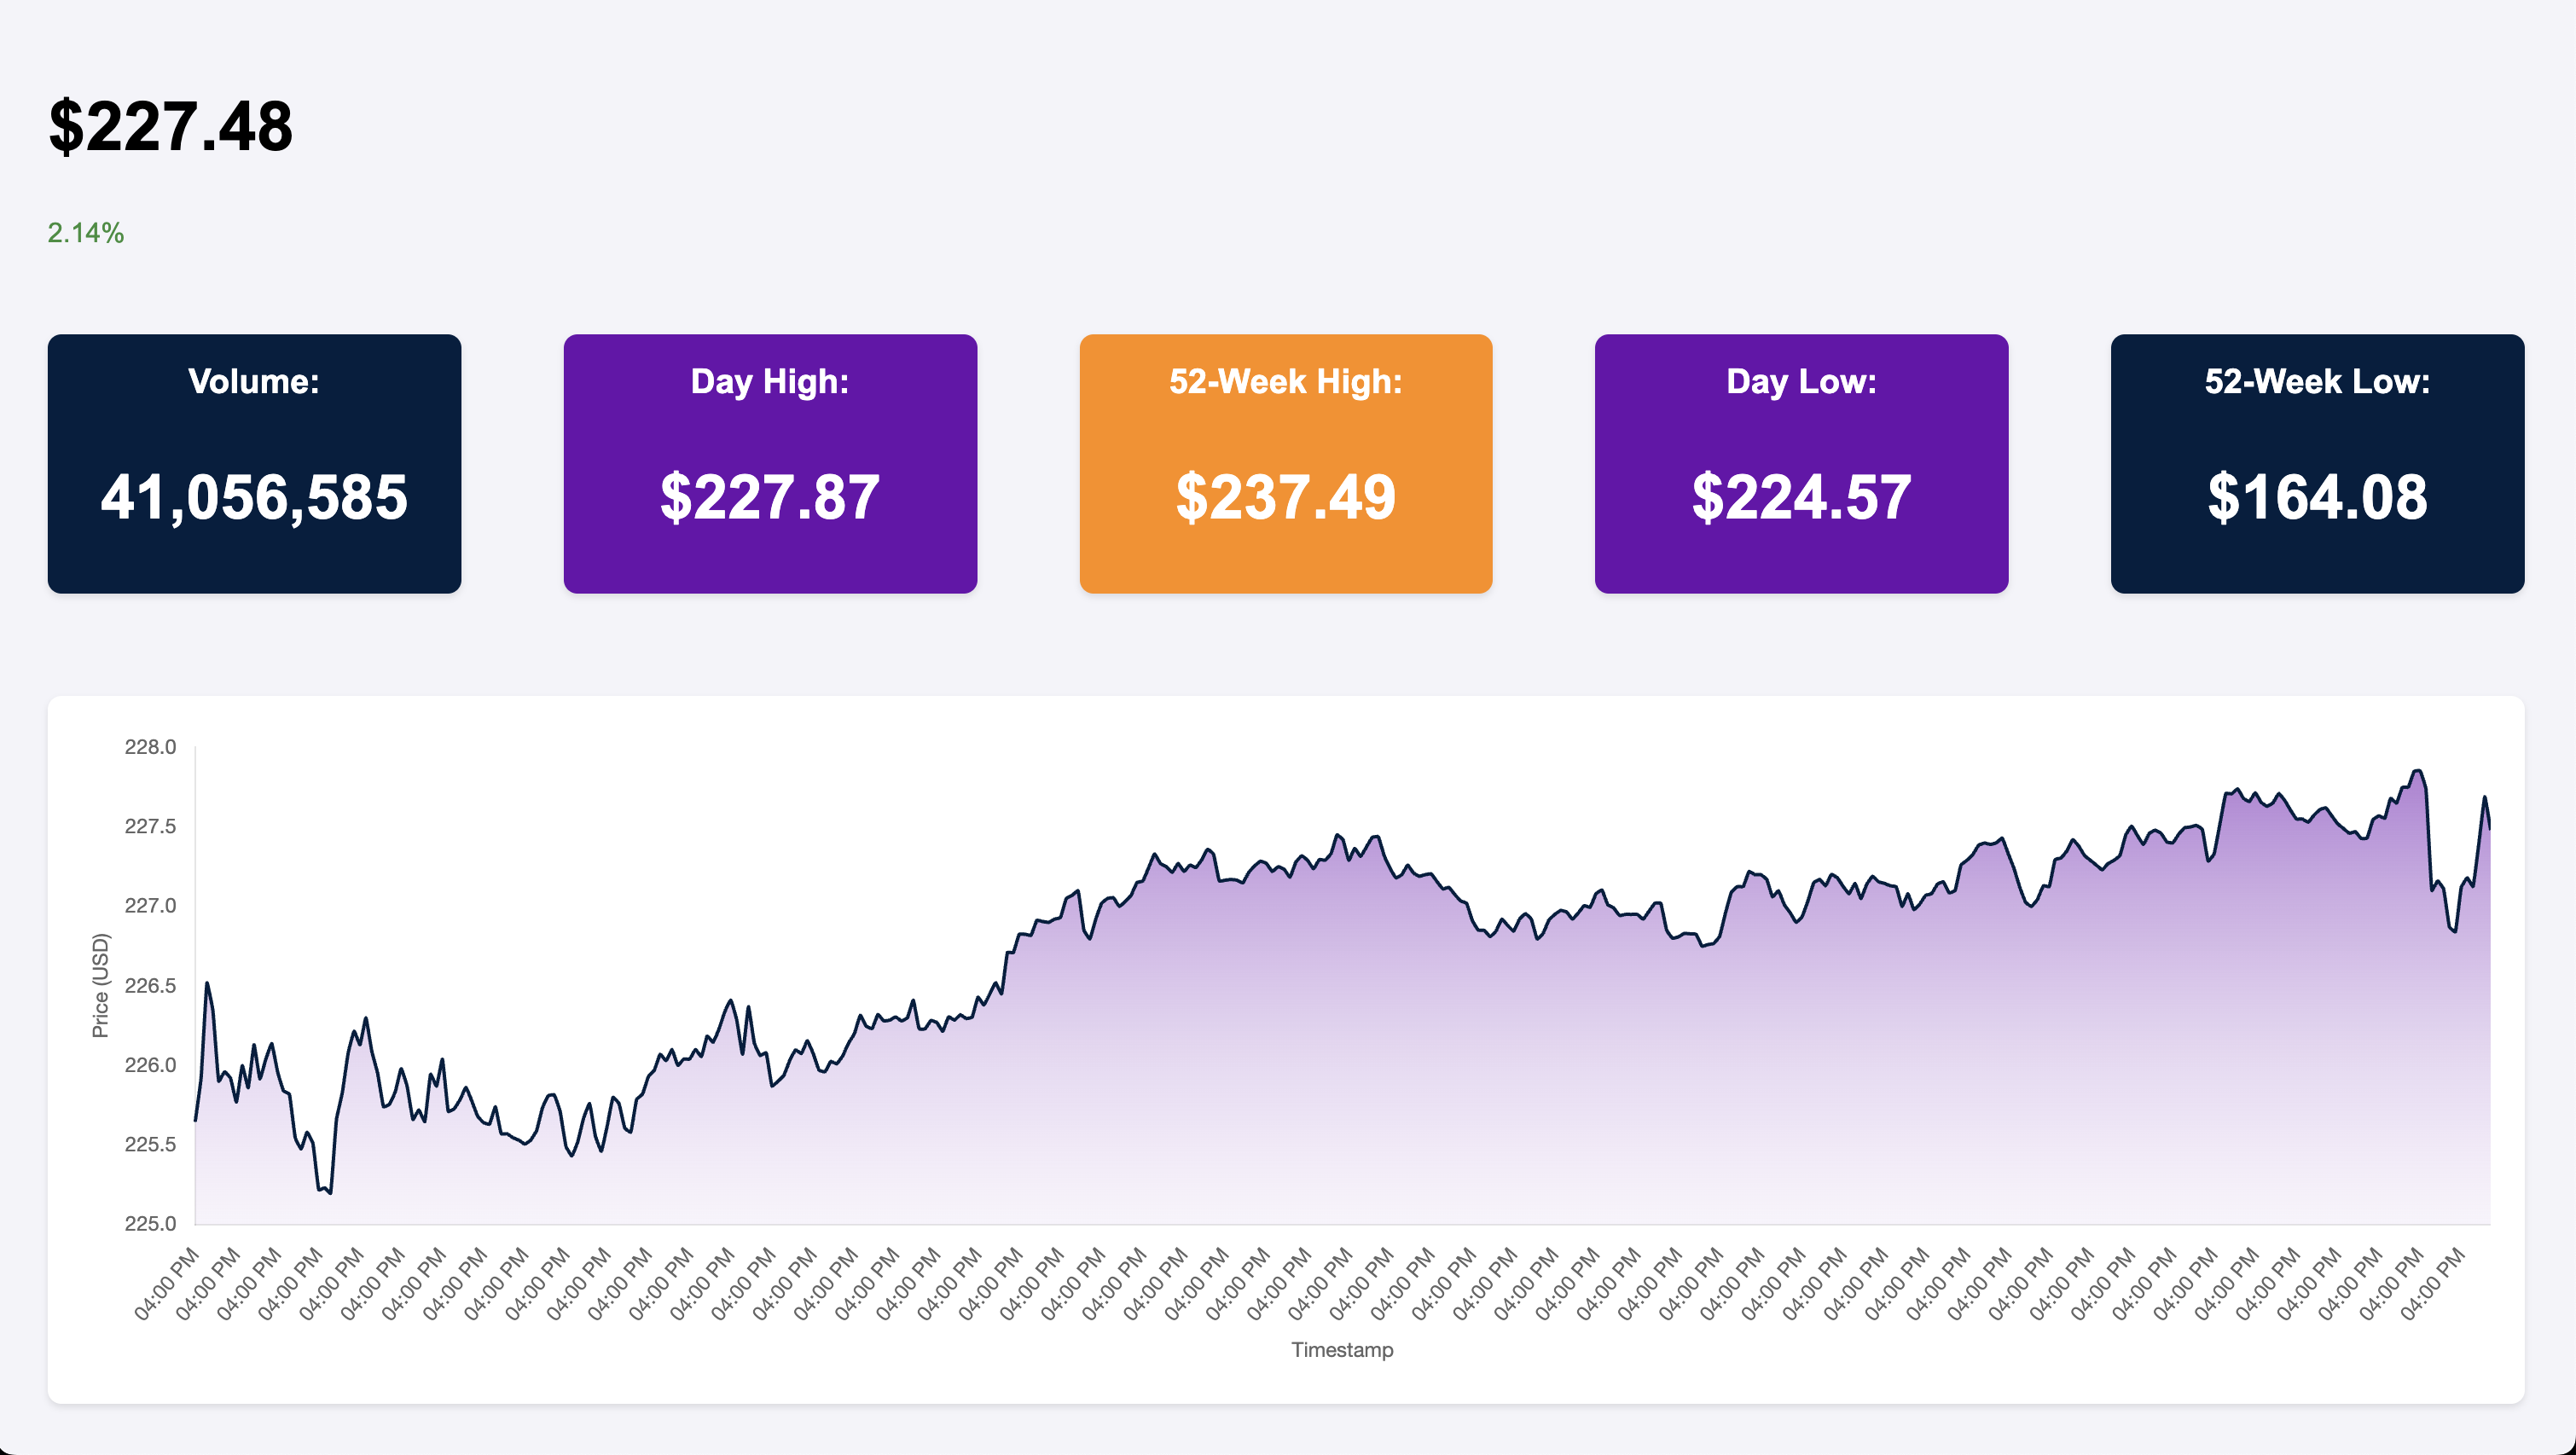 $227.48
2.14%
Volume:
41,056,585
Day High:
$227.87
52-Week High:
$237.49
Day Low:
$224.57
52-Week Low:
$164.08
228.0
227.5
227.0
226.5
226.0
225.5
225.0
Price (USD)
04:00 PM 04:00 PM 04:00 PM 04:00 PM 04:00 PM 04:00 PM 04:00 PM 04:00 PM 04:00 PM 04:00 PM 04:00 PM 04:00 PM 04:00 PM 04:00 PM 04:00 PM 04:00 PM 04:00 PM 04:00 PM 04:00 PM 04:00 PM 04:00 PM 04:00 PM 04:00 PM 04:00 PM 04:00 PM 04:00 PM 04:00 PM 04:00 PM 04:00 PM 04:00 PM 04:00 PM 04:00 PM 04:00 PM 04:00 PM 04:00 PM 04:00 PM 04:00 PM 04:00 PM 04:00 PM 04:00 PM 04:00 PM 04:00 PM 04:00 PM 04:00 PM 04:00 PM 04:00 PM 04:00 PM 04:00 PM 04:00 PM 04:00 PM 04:00 PM 04:00 PM 04:00 PM 04:00 PM 04:00 PM 04:00 PM
Timestamp